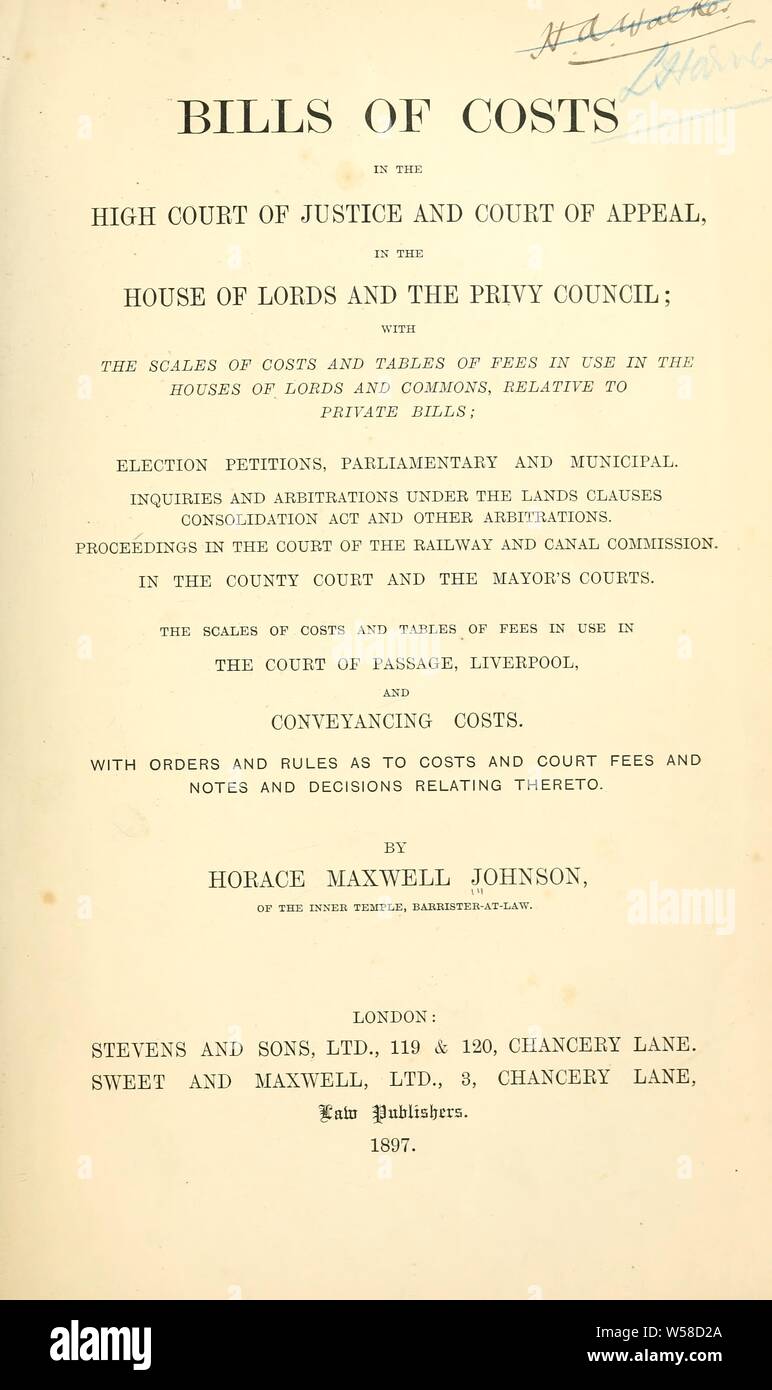 H. A. Walker
BILLS OF COSTS
IN THE
HIGH COURT OF JUSTICE AND COURT OF APPEAL,
IN THE
HOUSE OF LORDS AND THE PRIVY COUNCIL;
WITH
THE SCALES OF COSTS AND TABLES OF FEES IN USE IN THE
HOUSES OF LORDS AND COMMONS, RELATIVE TO
PRIVATE BILLS;
ELECTION PETITIONS, PARLIAMENTARY AND MUNICIPAL.
INQUIRIES AND ARBITRATIONS UNDER THE LANDS CLAUSES
CONSOLIDATION ACT AND OTHER ARBITRATIONS.
PROCEEDINGS IN THE COURT OF THE RAILWAY AND CANAL COMMISSION.
IN THE COUNTY COURT AND THE MAYOR'S COURTS.
THE SCALES OF COSTS AND TABLES OF FEES IN USE IN
THE COURT OF PASSAGE, LIVERPOOL,
AND
CONVEYANCING COSTS.
WITH ORDERS AND RULES AS TO COSTS AND COURT FEES AND
NOTES AND DECISIONS RELATING THERETO.
BY
HORACE MAXWELL JOHNSON,
OF THE INNER TEMPLE, BARRISTER-AT-LAW.
LONDON:
STEVENS AND SONS, LTD., 119 & 120, CHANCERY LANE.
SWEET AND MAXWELL, LTD., 3, CHANCERY LANE,
Law Publishers.
1897.
alamy
Image ID: W58D2A
www.alamy.com